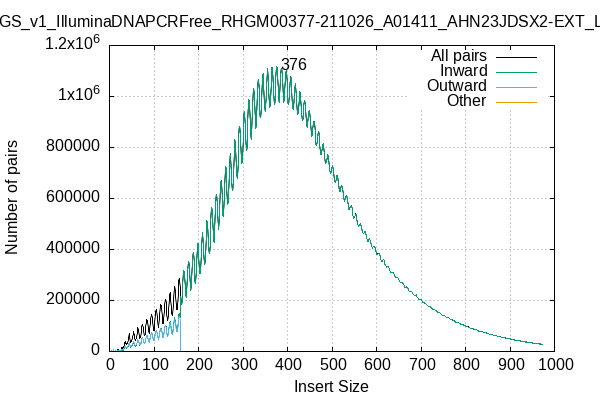 GS_v1_IlluminaDNAPCRFree_RHGM00377-211026_A01411_AHN23JDSX2-EXT_L
1.2x10^6
1x10^6
800000
600000
400000
200000
0
Number of pairs
376
All pairs
Inward
Outward
Other
0 100 200 300 400 500 600 700 800 900 1000
Insert Size